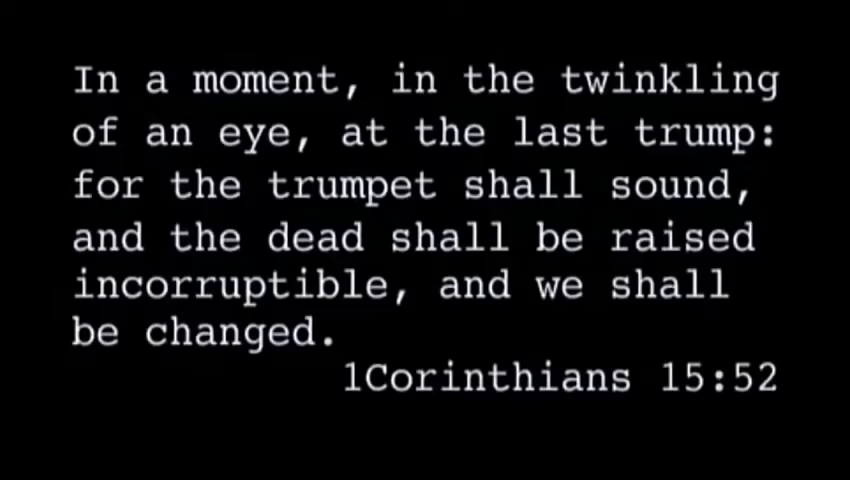 In a moment, in the twinkling
of an eye, at the last trump:
for the trumpet shall sound,
and the dead shall be raised
incorruptible, and we shall
be changed.
1Corinthians 15:52